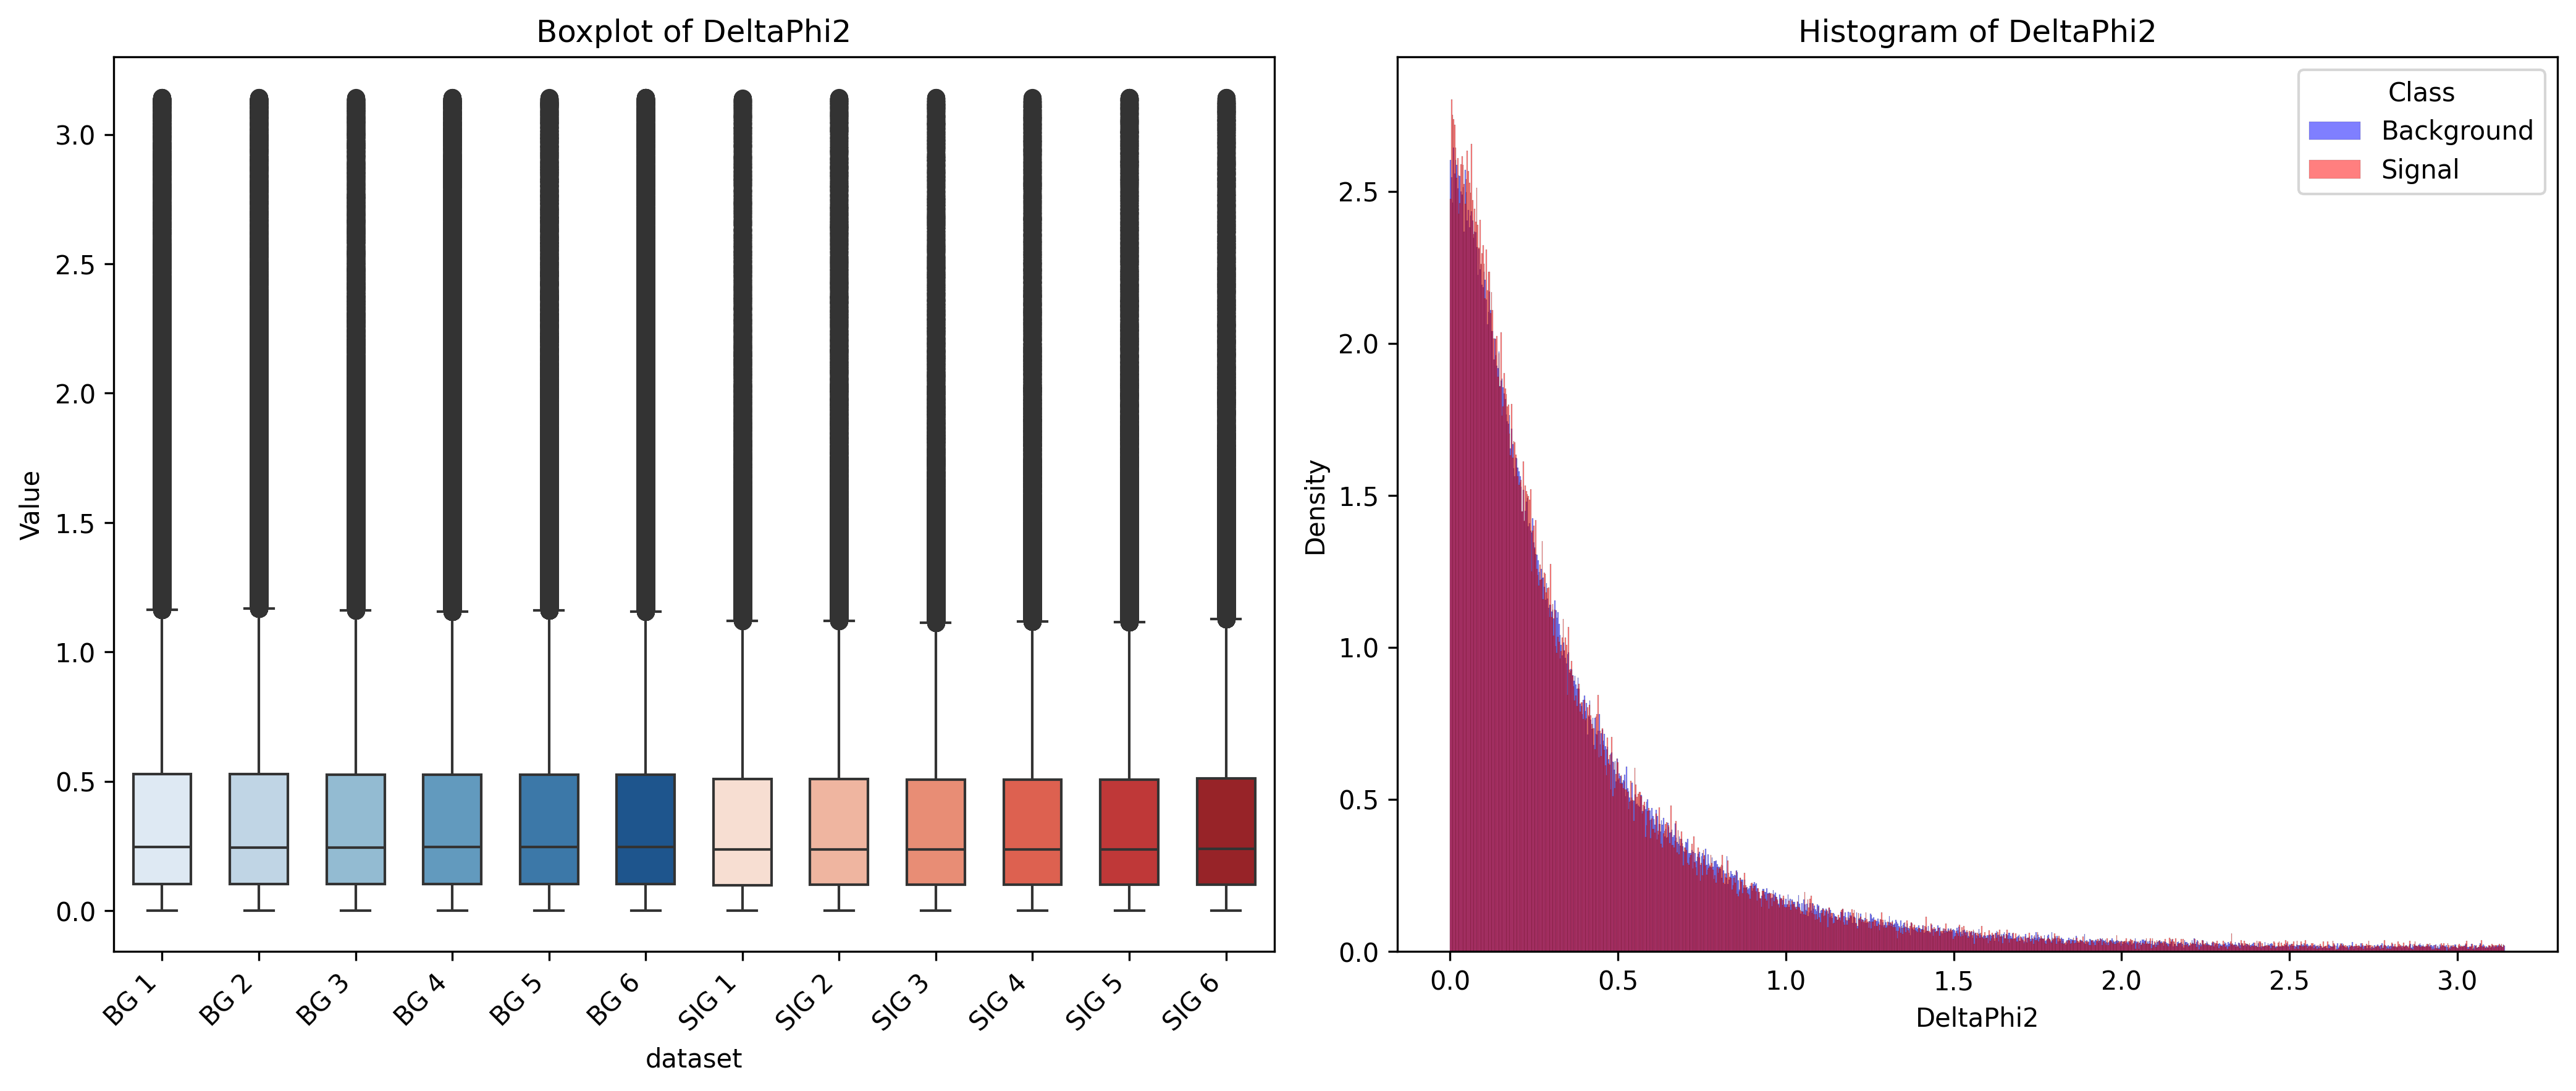 Boxplot of DeltaPhi2
Value
3.0
2.5
2.0
1.5
1.0
0.5
0.0
BG 1
BG 2
BG 3
BG 4
BG 5
BG 6
SIG 1
SIG 2
SIG 3
SIG 4
SIG 5
SIG 6
dataset
Histogram of DeltaPhi2
Class
Background
Signal
Density
2.5
2.0
1.5
1.0
0.5
0.0
0.0
0.5
1.0
1.5
2.0
2.5
3.0
DeltaPhi2